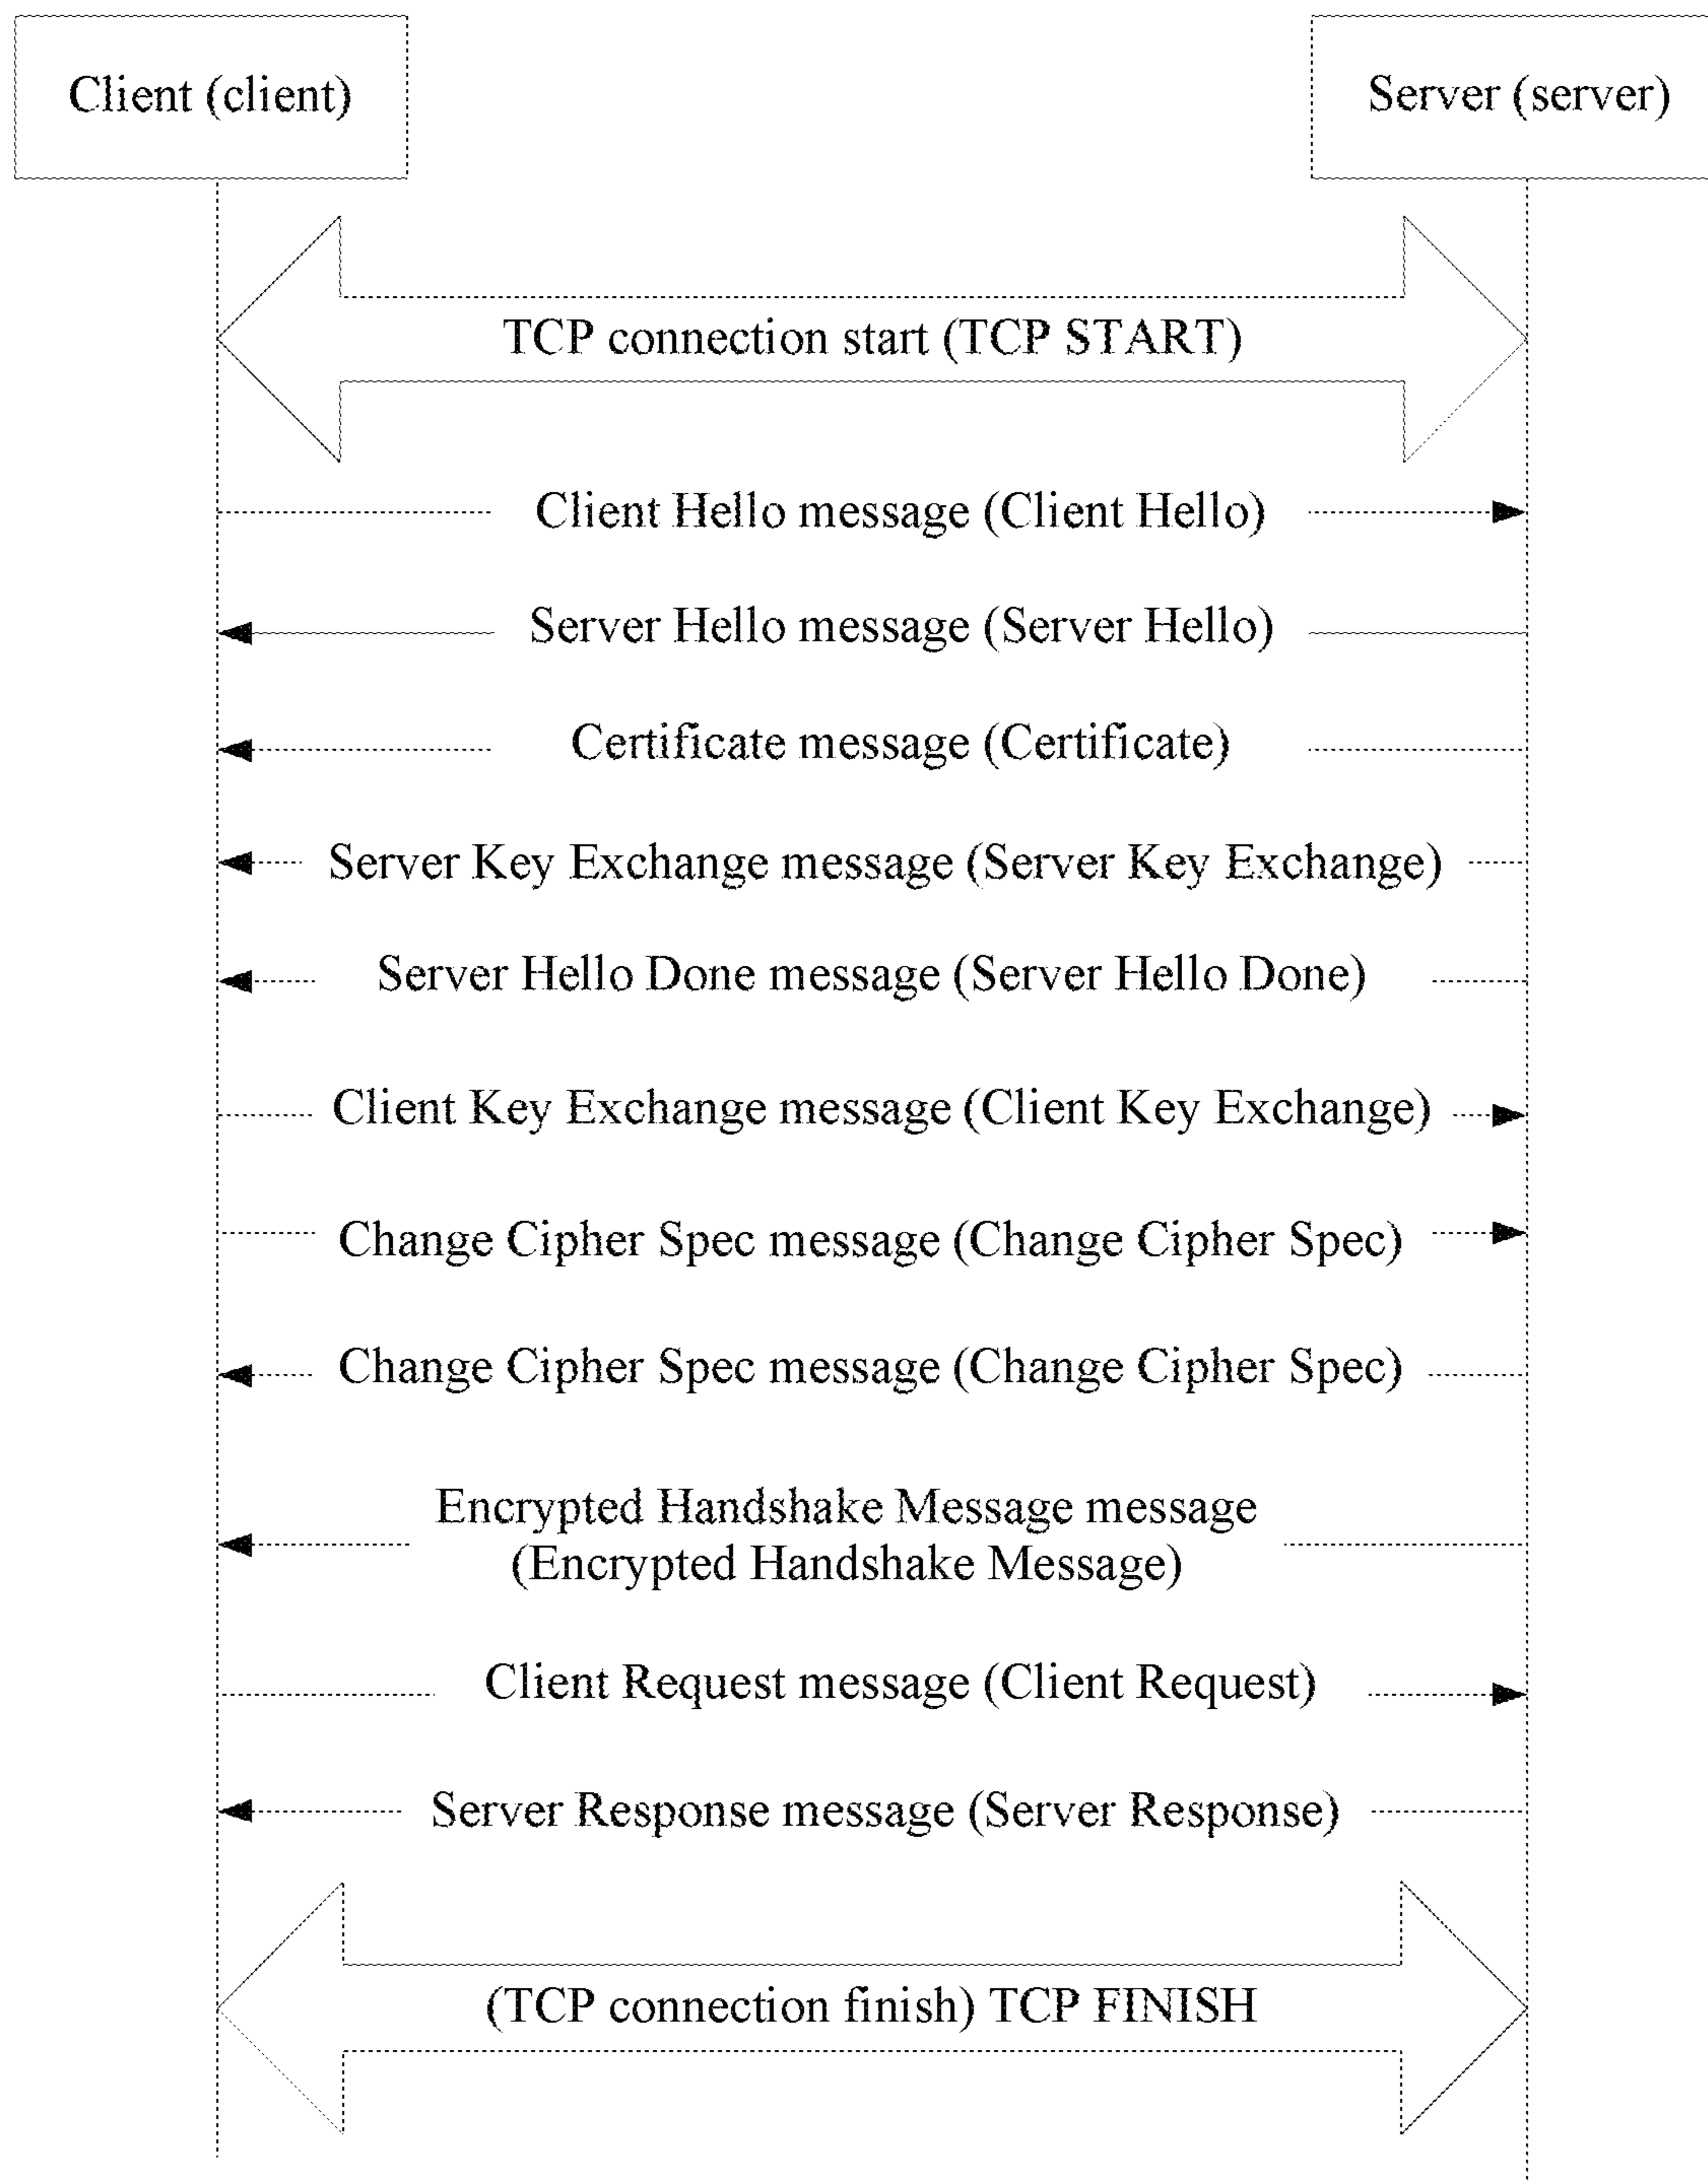 Client (client)
Server (server)
TCP connection start (TCP START)
Client Hello message (Client Hello)
Server Hello message (Server Hello)
Certificate message (Certificate)
Server Key Exchange message (Server Key Exchange)
Server Hello Done message (Server Hello Done)
Client Key Exchange message (Client Key Exchange)
Change Cipher Spec message (Change Cipher Spec)
Change Cipher Spec message (Change Cipher Spec)
Encrypted Handshake Message message
(Encrypted Handshake Message)
Client Request message (Client Request)
Server Response message (Server Response)
(TCP connection finish) TCP FINISH